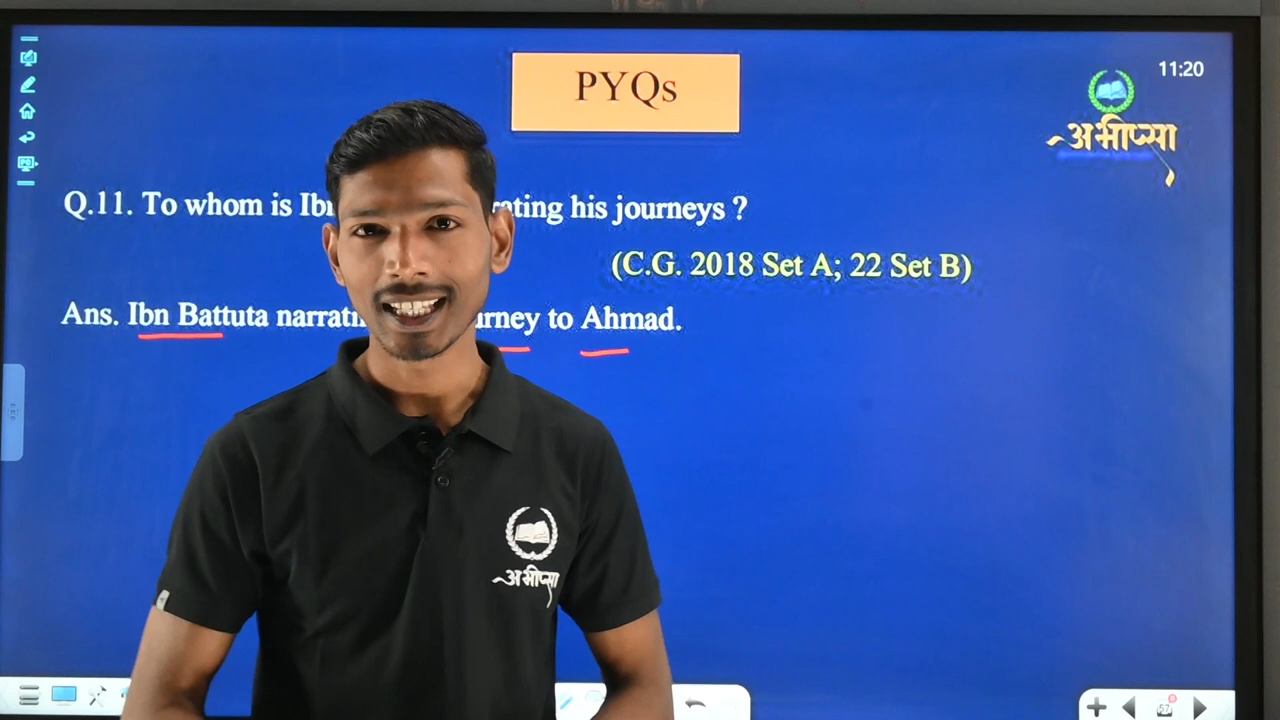 PYQs
11:20
अभीप्सा
Q.11. To whom is Ibn rating his journeys ?
(C.G. 2018 Set A; 22 Set B)
Ans. Ibn Battuta narrati urney to Ahmad.
अभीप्सा
57